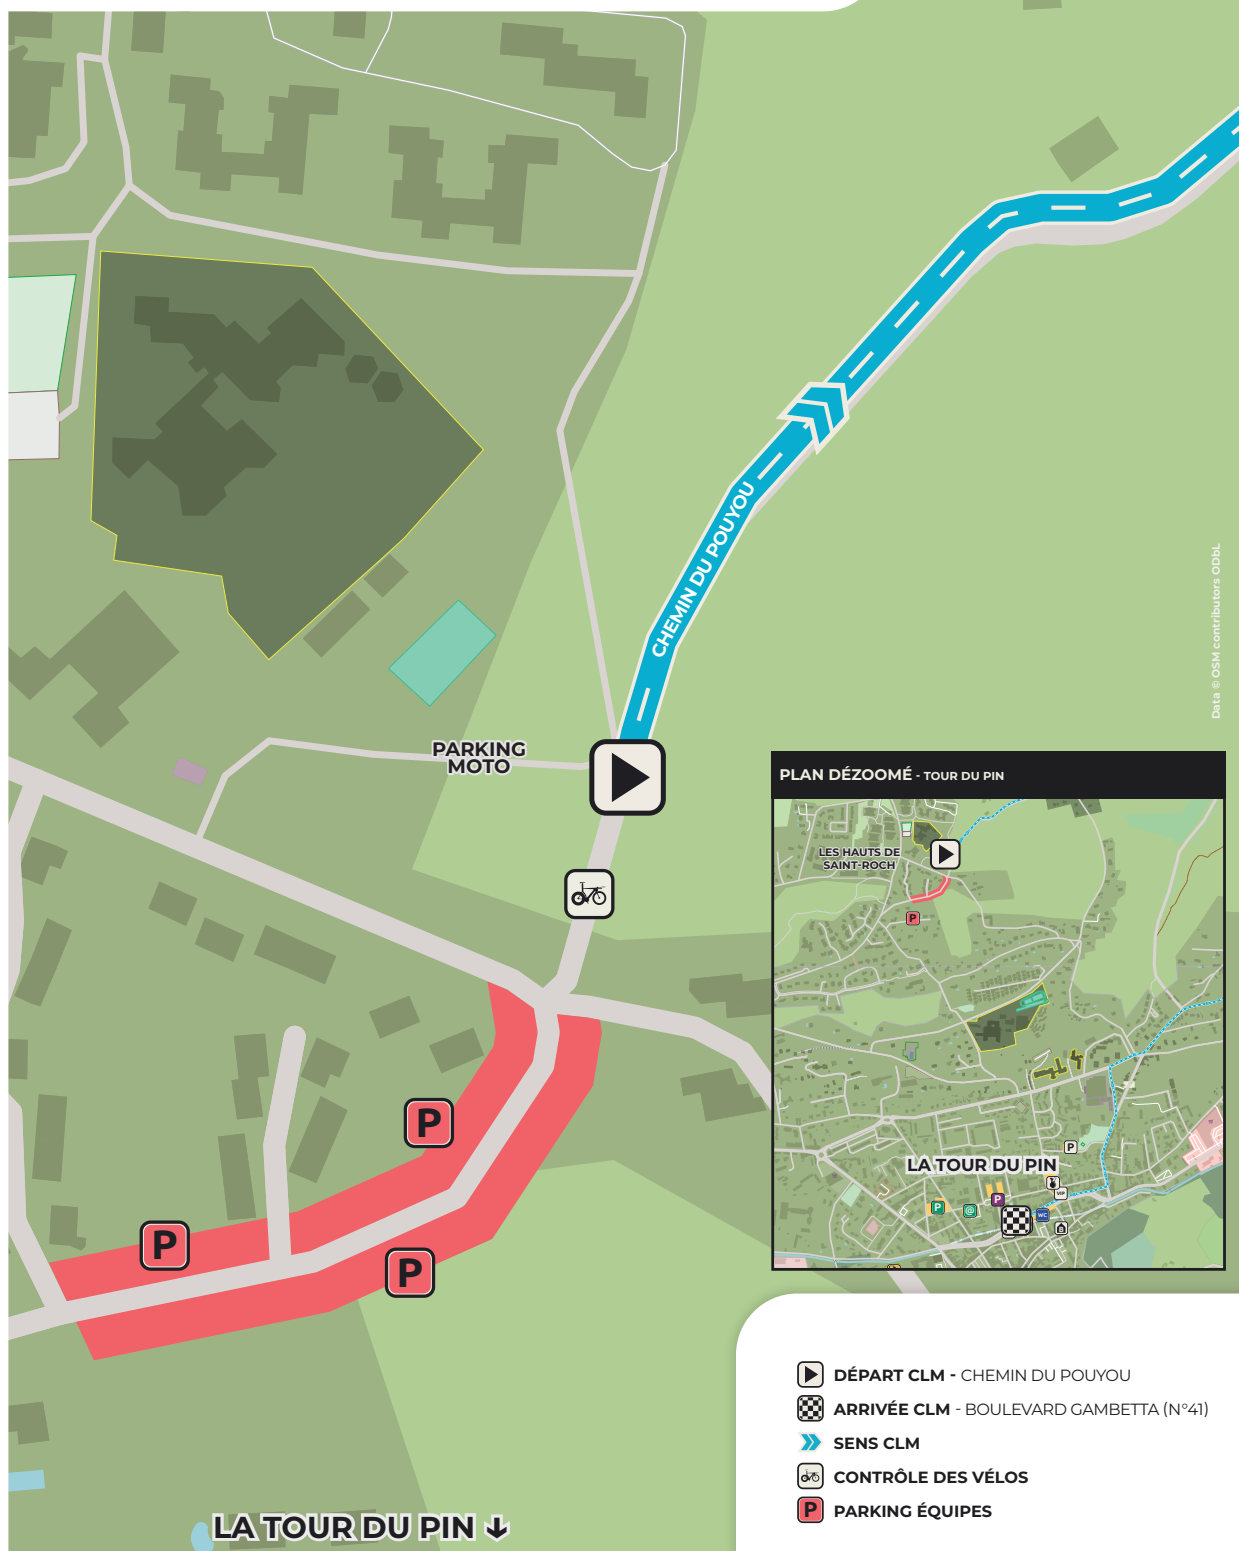 CHEMIN DU POUYOU
Data © OSM contributors ODbL
PARKING
MOTO
PLAN DÉZOOMÉ - TOUR DU PIN
LES HAUTS DE
SAINT-ROCH
P
P
LA TOUR DU PIN
VIP
P
P
@
WC
P
P
P
DÉPART CLM - CHEMIN DU POUYOU
ARRIVÉE CLM - BOULEVARD GAMBETTA (N°41)
SENS CLM
CONTRÔLE DES VÉLOS
P PARKING ÉQUIPES
LA TOUR DU PIN ↓